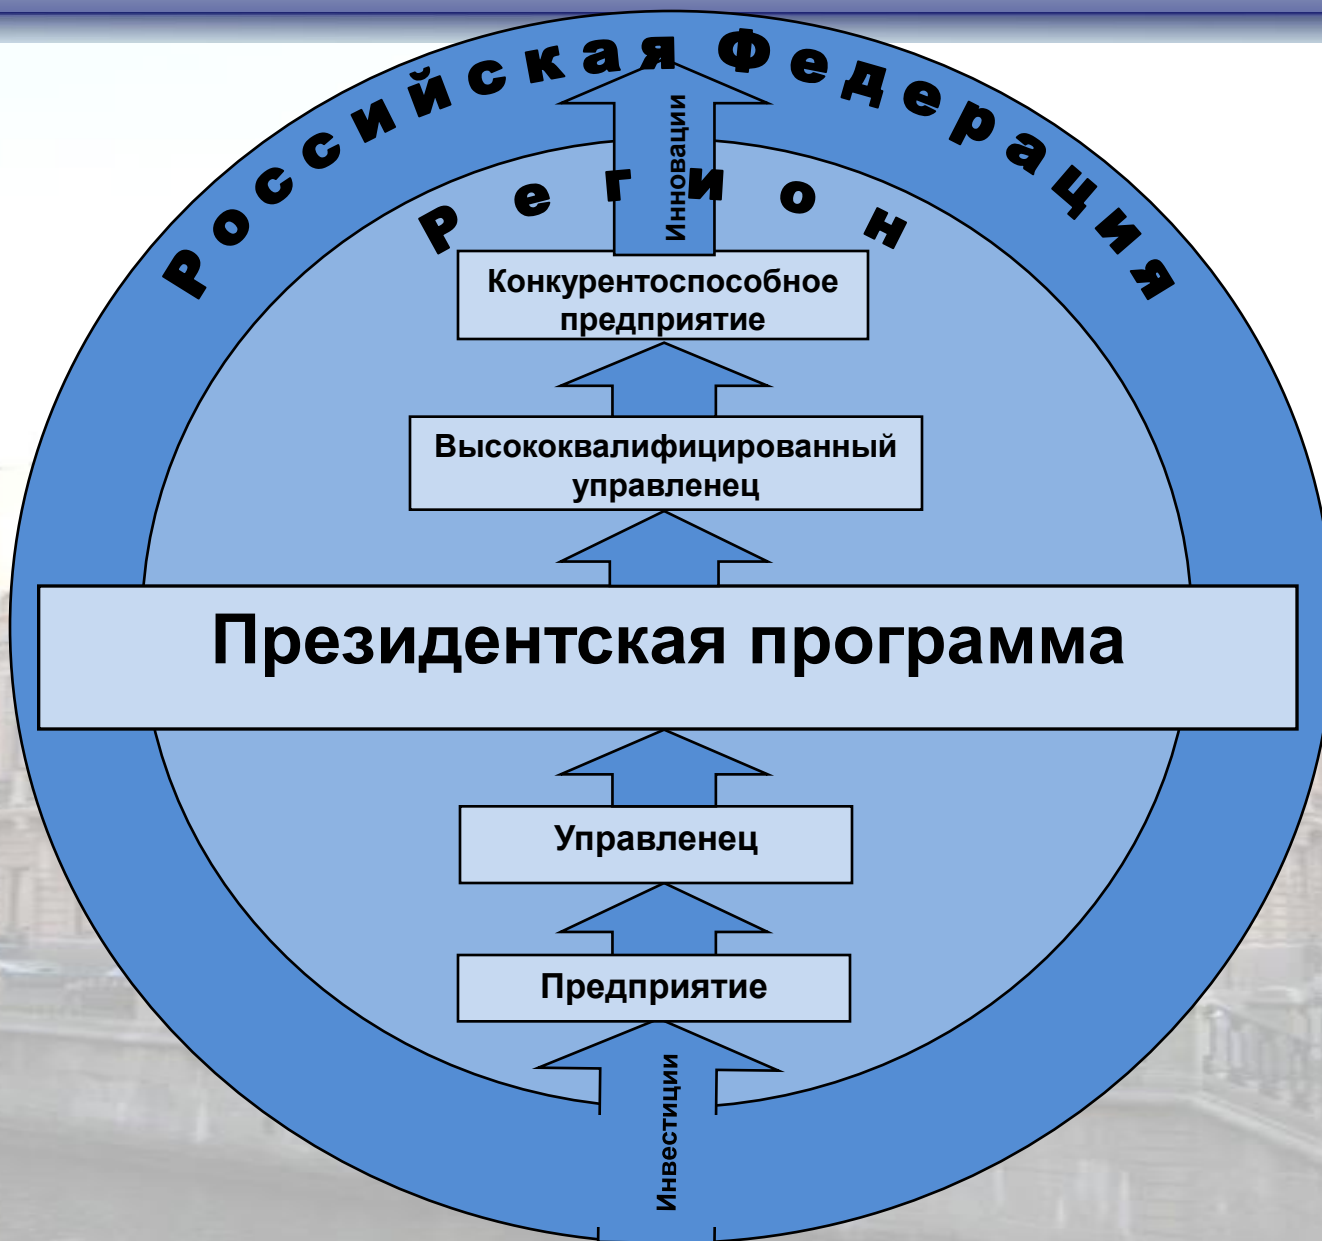 Российская Федерация
Инновации
Регион
Конкурентоспособное
предприятие
Высококвалифицированный
управленец
Президентская программа
Управленец
Предприятие
Инвестиции